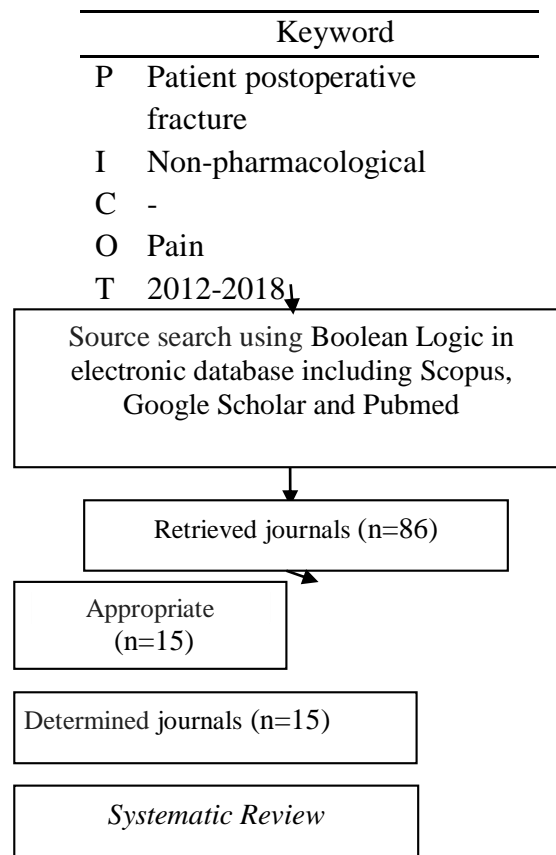 Keyword
P Patient postoperative
fracture
I Non-pharmacological
C -
O Pain
T 2012-2018
Source search using Boolean Logic in
electronic database including Scopus,
Google Scholar and Pubmed
Retrieved journals (n=86)
Appropriate
(n=15)
Determined journals (n=15)
Systematic Review